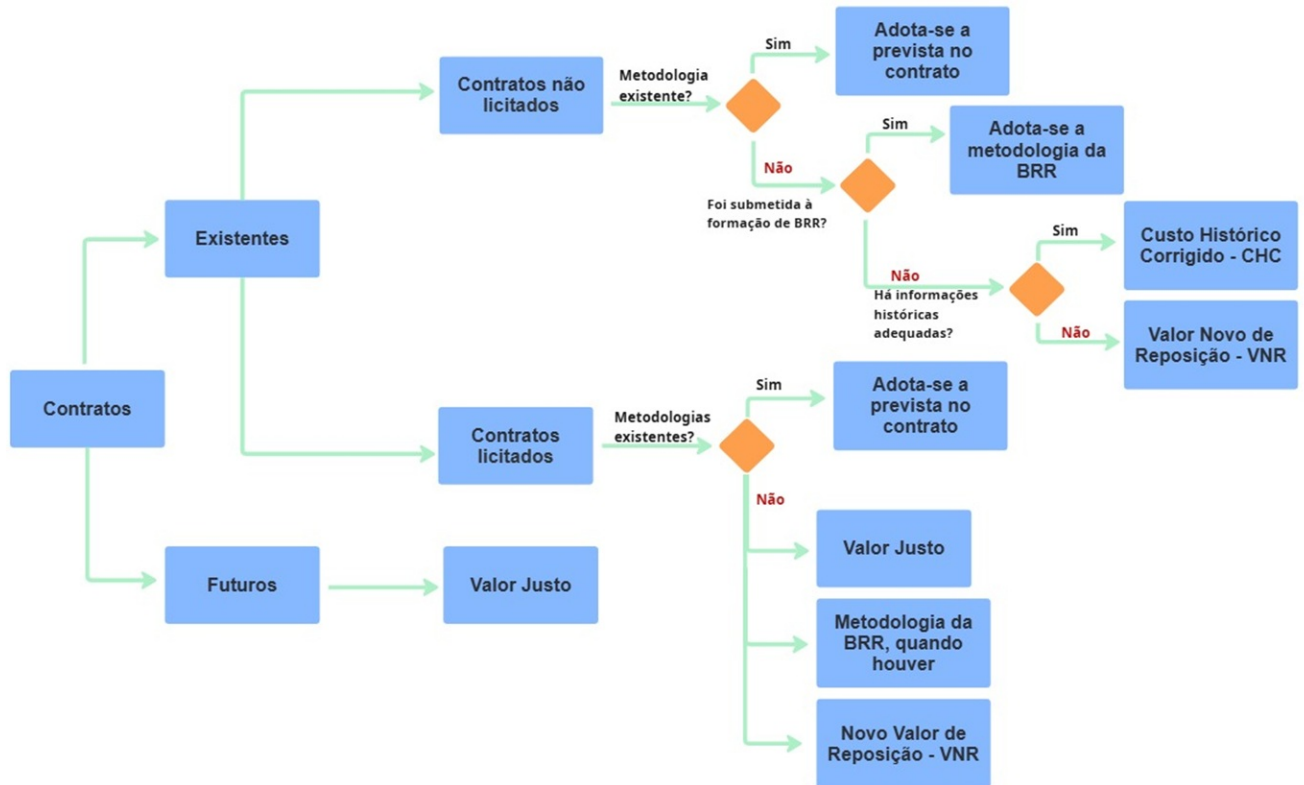 Contratos
Existentes
Contratos não
licitados
Metodologia
existente?
Sim
Adota-se a
prevista no
contrato
Não
Foi submetida à
formação de BRR?
Sim
Adota-se a
metodologia da
BRR
Não
Há informações
históricas
adequadas?
Sim
Custo Histórico
Corrigido - CHC
Não
Valor Novo de
Reposição - VNR
Contratos
licitados
Metodologias
existentes?
Sim
Adota-se a
prevista no
contrato
Não
Valor Justo
Metodologia da
BRR, quando
houver
Novo Valor de
Reposição - VNR
Futuros
Valor Justo